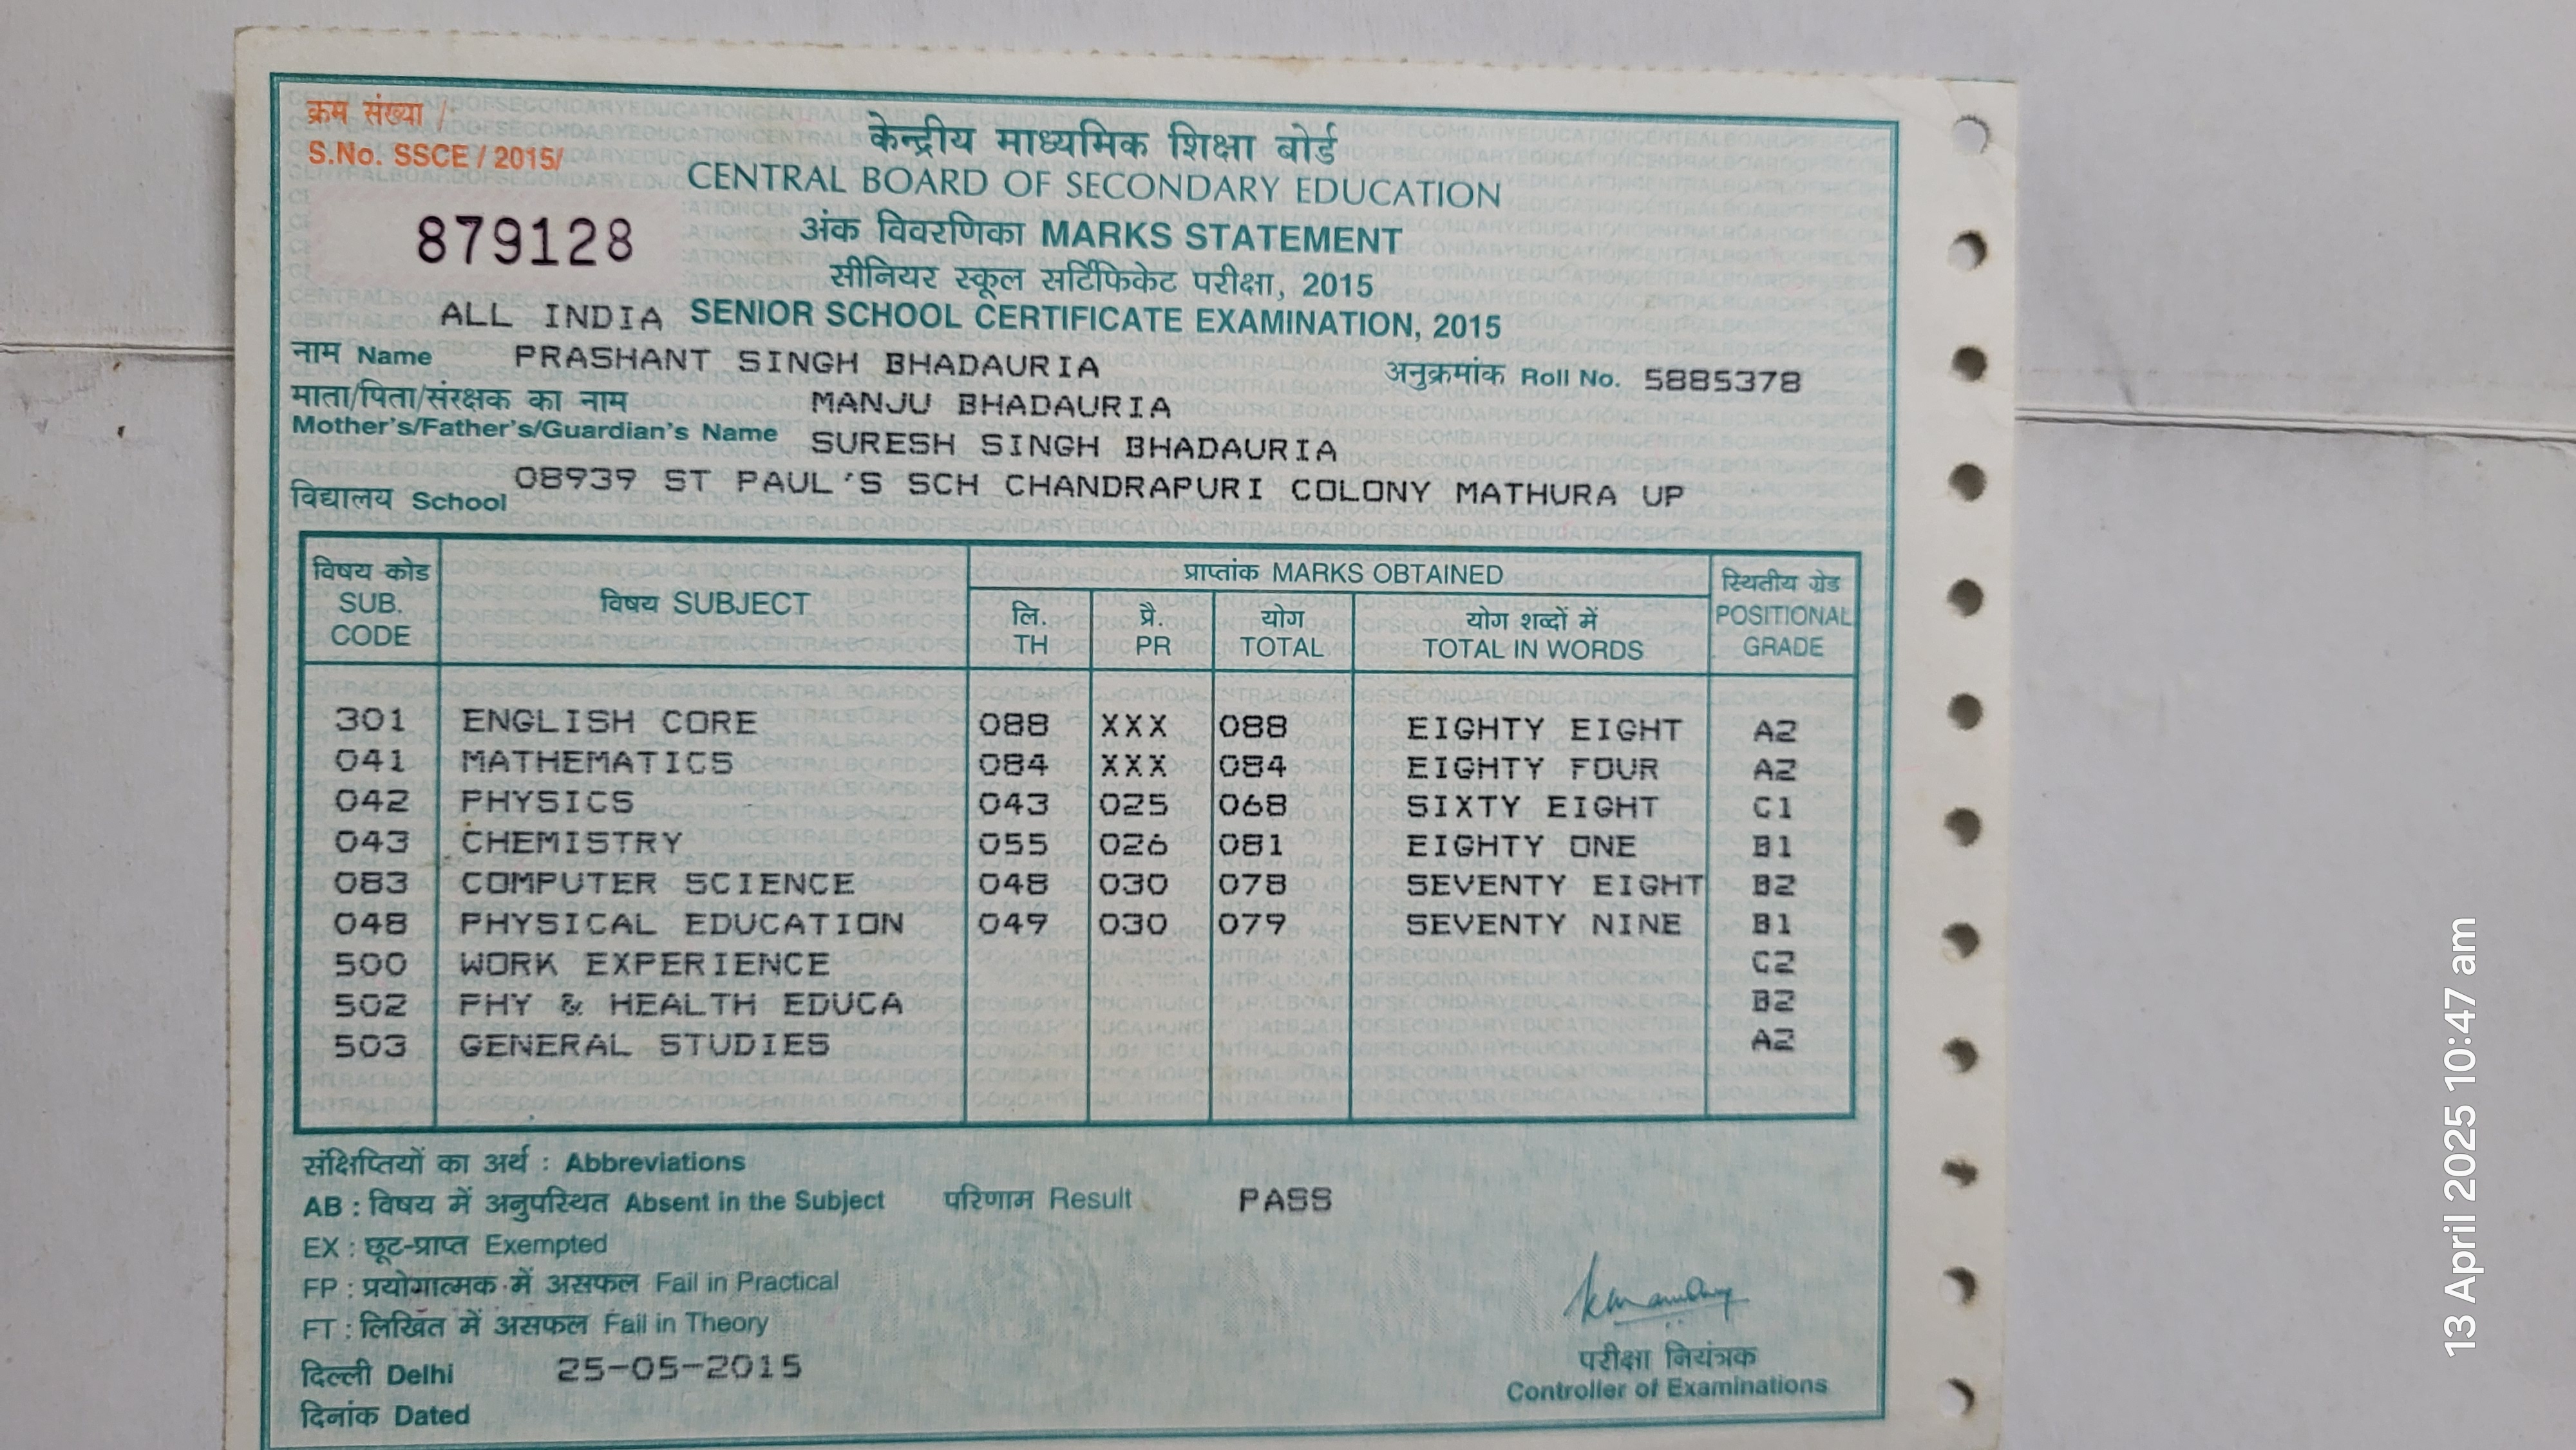 क्रम संख्या /
S.No. SSCE / 2015/
879128
केन्द्रीय माध्यमिक शिक्षा बोर्ड
CENTRAL BOARD OF SECONDARY EDUCATION
अंक विवरणिका MARKS STATEMENT
सीनियर स्कूल सर्टिफिकेट परीक्षा, 2015
ALL INDIA SENIOR SCHOOL CERTIFICATE EXAMINATION, 2015
नाम Name PRASHANT SINGH BHADAURIA अनुक्रमांक Roll No. 5885378
माता/पिता/संरक्षक का नाम MANJU BHADAURIA
Mother's/Father's/Guardian's Name SURESH SINGH BHADAURIA
विद्यालय School 08939 ST PAUL'S SCH CHANDRAPURI COLONY MATHURA UP
विषय कोड SUB. CODE विषय SUBJECT प्राप्तांक MARKS OBTAINED स्थितीय ग्रेड POSITIONAL GRADE
लि. TH प्रै. PR योग TOTAL योग शब्दों में TOTAL IN WORDS
301 ENGLISH CORE 088 XXX 088 EIGHTY EIGHT A2
041 MATHEMATICS 084 XXX 084 EIGHTY FOUR A2
042 PHYSICS 043 025 068 SIXTY EIGHT C1
043 CHEMISTRY 055 026 081 EIGHTY ONE B1
083 COMPUTER SCIENCE 048 030 078 SEVENTY EIGHT B2
048 PHYSICAL EDUCATION 049 030 079 SEVENTY NINE B1
500 WORK EXPERIENCE C2
502 PHY & HEALTH EDUCA B2
503 GENERAL STUDIES A2
संक्षिप्तियों का अर्थ : Abbreviations
AB : विषय में अनुपस्थित Absent in the Subject परिणाम Result PASS
EX : छूट-प्राप्त Exempted
FP : प्रयोगात्मक में असफल Fail in Practical
FT : लिखित में असफल Fail in Theory
दिल्ली Delhi 25-05-2015
दिनांक Dated
परीक्षा नियंत्रक
Controller of Examinations
13 April 2025 10:47 am